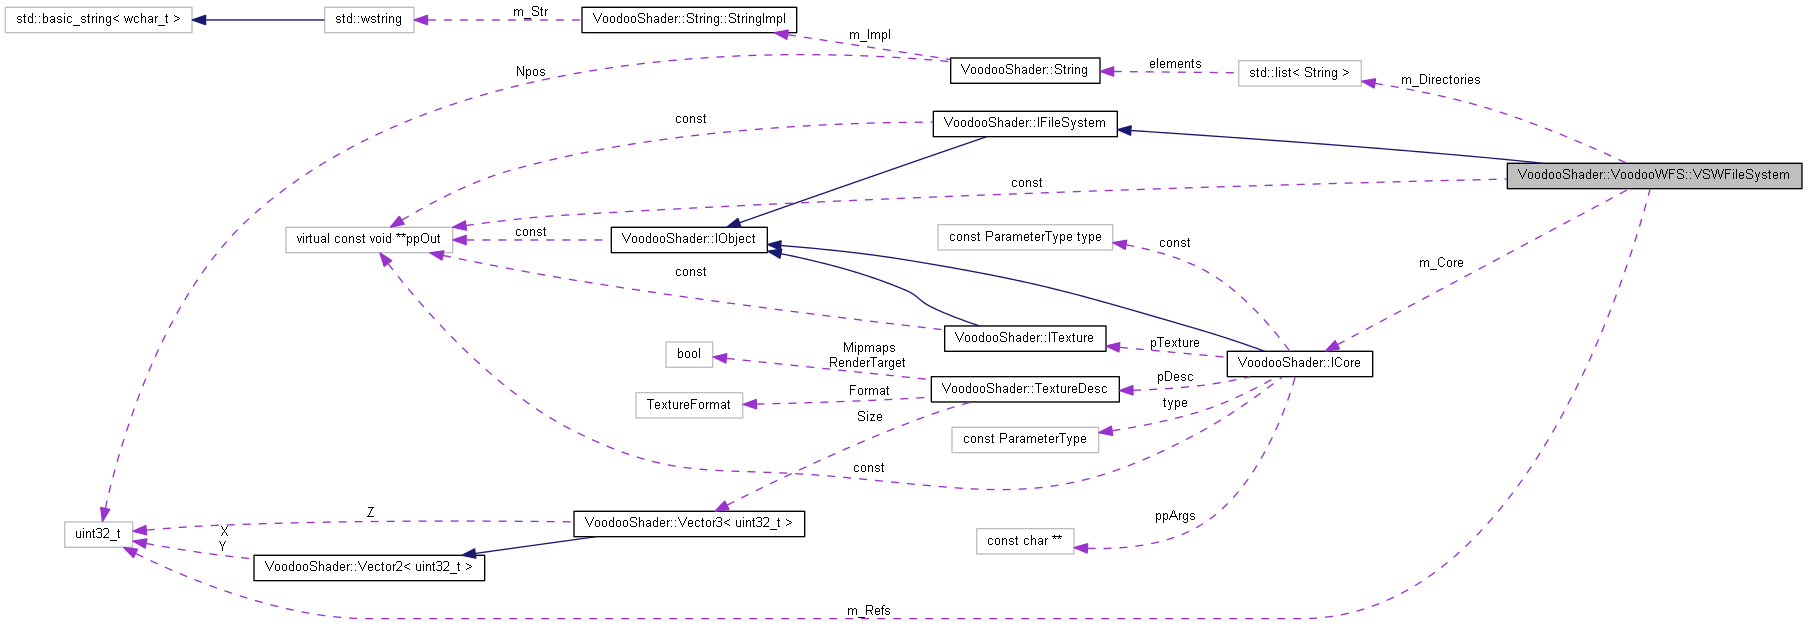 std::basic_string< wchar_t >
std::wstring
m_Str
VoodooShader::String::StringImpl
m_Impl
Npos
VoodooShader::String
elements
std::list< String >
m_Directories
const
VoodooShader::IFileSystem
VoodooShader::VoodooWFS::VSWFileSystem
const
virtual const void **ppOut
const
VoodooShader::IObject
const ParameterType type
const
m_Core
const
VoodooShader::ITexture
pTexture
bool
Mipmaps
RenderTarget
VoodooShader::ICore
pDesc
TextureFormat
Format
VoodooShader::TextureDesc
type
Size
const ParameterType
const
ppArgs
Z
VoodooShader::Vector3< uint32_t >
uint32_t
X
Y
const char **
VoodooShader::Vector2< uint32_t >
m_Refs